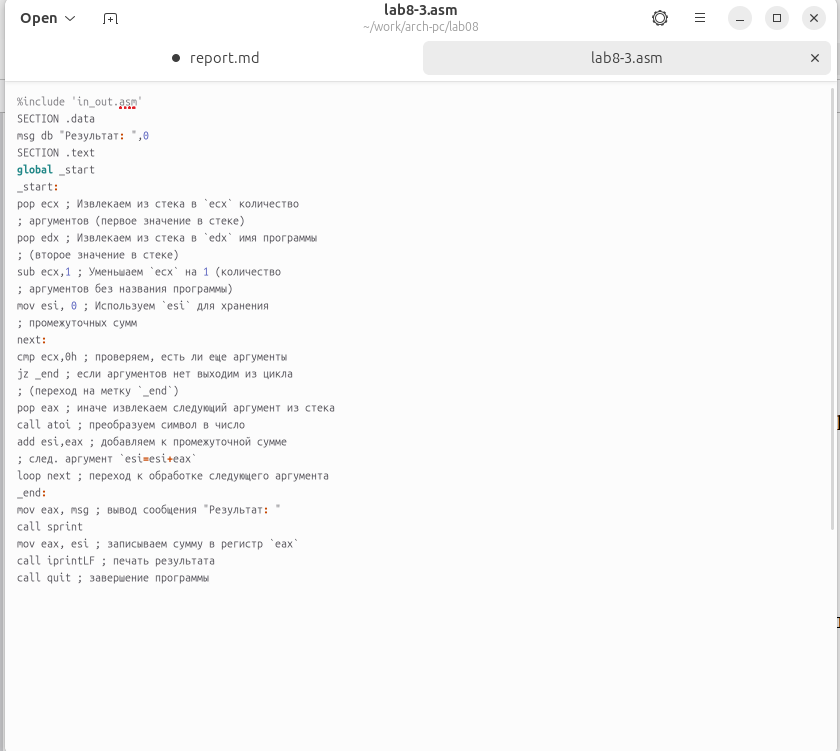 Open
lab8-3.asm
~/work/arch-pc/lab08
report.md
lab8-3.asm
%include 'in_out.asm'
SECTION .data
msg db "Результат: ",0
SECTION .text
global _start
_start:
pop ecx ; Извлекаем из стека в `ecx` количество
; аргументов (первое значение в стеке)
pop edx ; Извлекаем из стека в `edx` имя программы
; (второе значение в стеке)
sub ecx,1 ; Уменьшаем `ecx` на 1 (количество
; аргументов без названия программы)
mov esi, 0 ; Используем `esi` для хранения
; промежуточных сумм
next:
cmp ecx,0h ; проверяем, есть ли еще аргументы
jz _end ; если аргументов нет выходим из цикла
; (переход на метку `_end`)
pop eax ; иначе извлекаем следующий аргумент из стека
call atoi ; преобразуем символ в число
add esi,eax ; добавляем к промежуточной сумме
; след. аргумент `esi=esi+eax`
loop next ; переход к обработке следующего аргумента
_end:
mov eax, msg ; вывод сообщения "Результат: "
call sprint
mov eax, esi ; записываем сумму в регистр `eax`
call iprintLF ; печать результата
call quit ; завершение программы